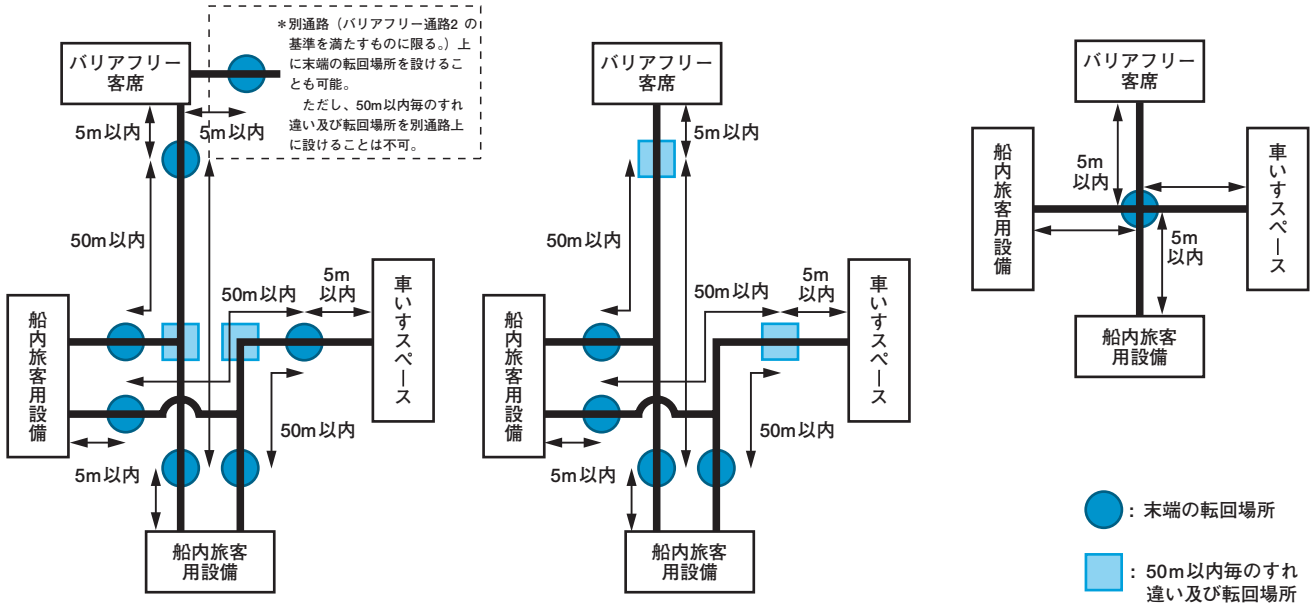 バリアフリー
客席
5m以内
5m以内
＊別通路（バリアフリー通路2の
基準を満たすものに限る。）上
に末端の転回場所を設けるこ
とも可能。
ただし、50m以内毎のすれ
違い及び転回場所を別通路上
に設けることは不可。
50m以内
50m以内
5m
以内
船内旅客用設備
車いすスペース
50m以内
5m以内
船内旅客
用設備
バリアフリー
客席
5m以内
50m以内
50m以内
5m
以内
船内旅客用設備
車いすスペース
50m以内
5m以内
船内旅客
用設備
バリアフリー
客席
5m
以内
船内旅客用設備
車いすスペース
5m
以内
船内旅客
用設備
：末端の転回場所
：50m以内毎のすれ
違い及び転回場所